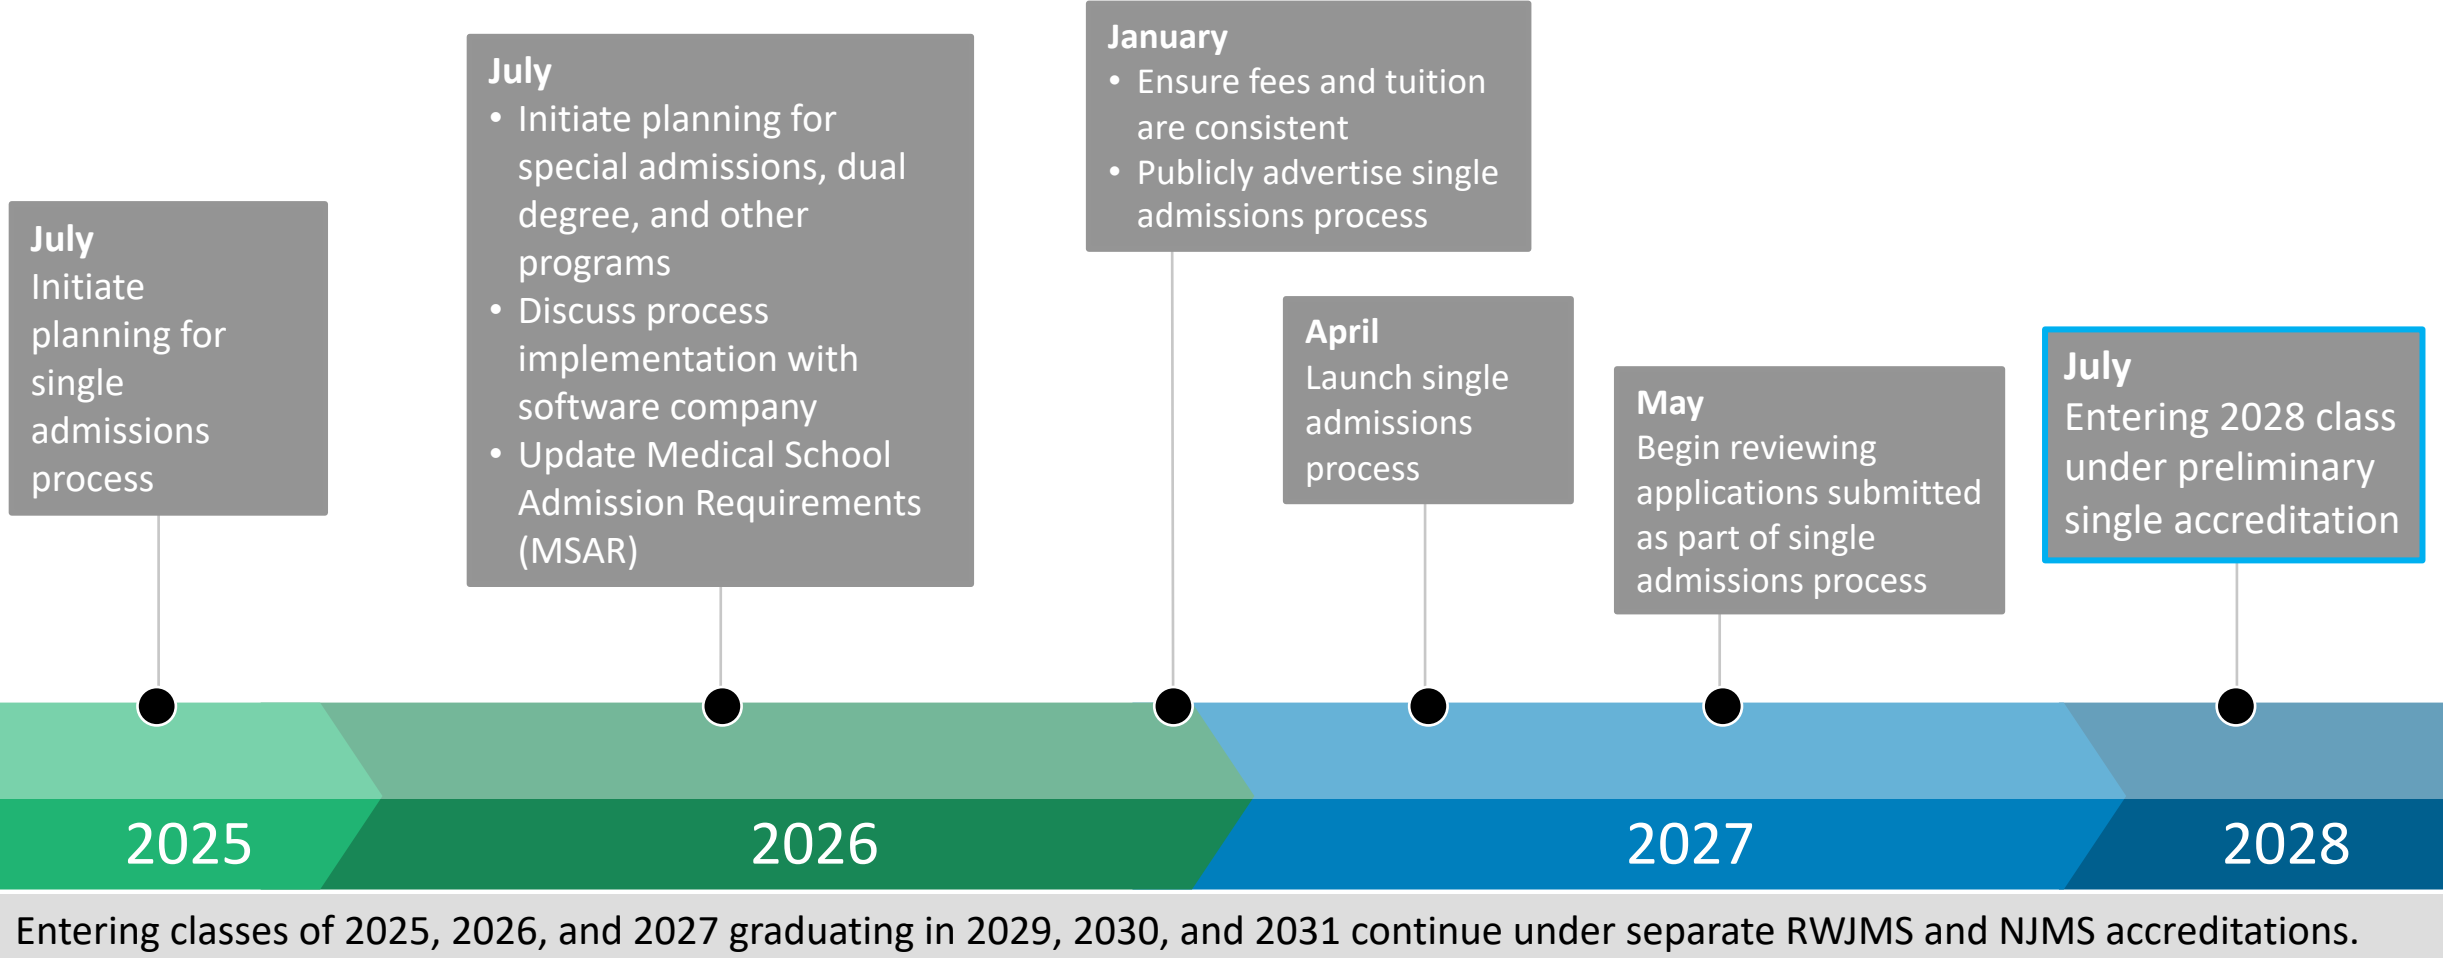 July
Initiate
planning for
single
admissions
process
July
• Initiate planning for
special admissions, dual
degree, and other
programs
• Discuss process
implementation with
software company
• Update Medical School
Admission Requirements
(MSAR)
January
• Ensure fees and tuition
are consistent
• Publicly advertise single
admissions process
April
Launch single
admissions
process
May
Begin reviewing
applications submitted
as part of single
admissions process
July
Entering 2028 class
under preliminary
single accreditation
2025
2026
2027
2028
Entering classes of 2025, 2026, and 2027 graduating in 2029, 2030, and 2031 continue under separate RWJMS and NJMS accreditations.